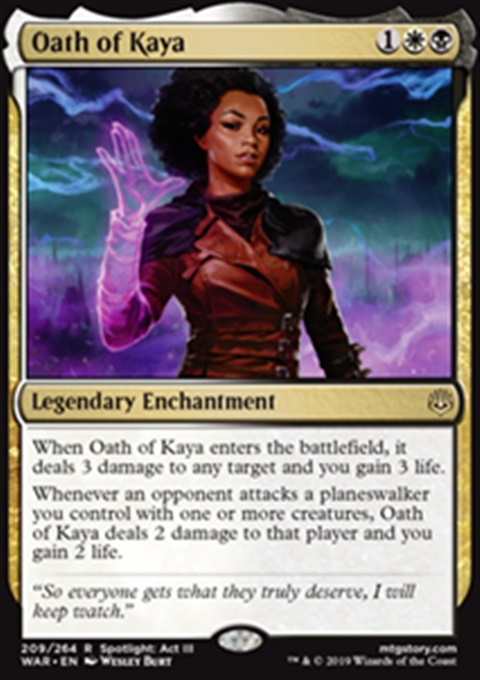 Oath of Kaya 1
Legendary Enchantment
When Oath of Kaya enters the battlefield, it
deals 3 damage to any target and you gain 3 life.
Whenever an opponent attacks a planeswalker
you control with one or more creatures, Oath
of Kaya deals 2 damage to that player and you
gain 2 life.
“So everyone gets what they truly deserve, I will
keep watch.”
209/264 R Spotlight: Act III
WAR • EN Wesley Burt
mtgstory.com
™ & © 2019 Wizards of the Coast